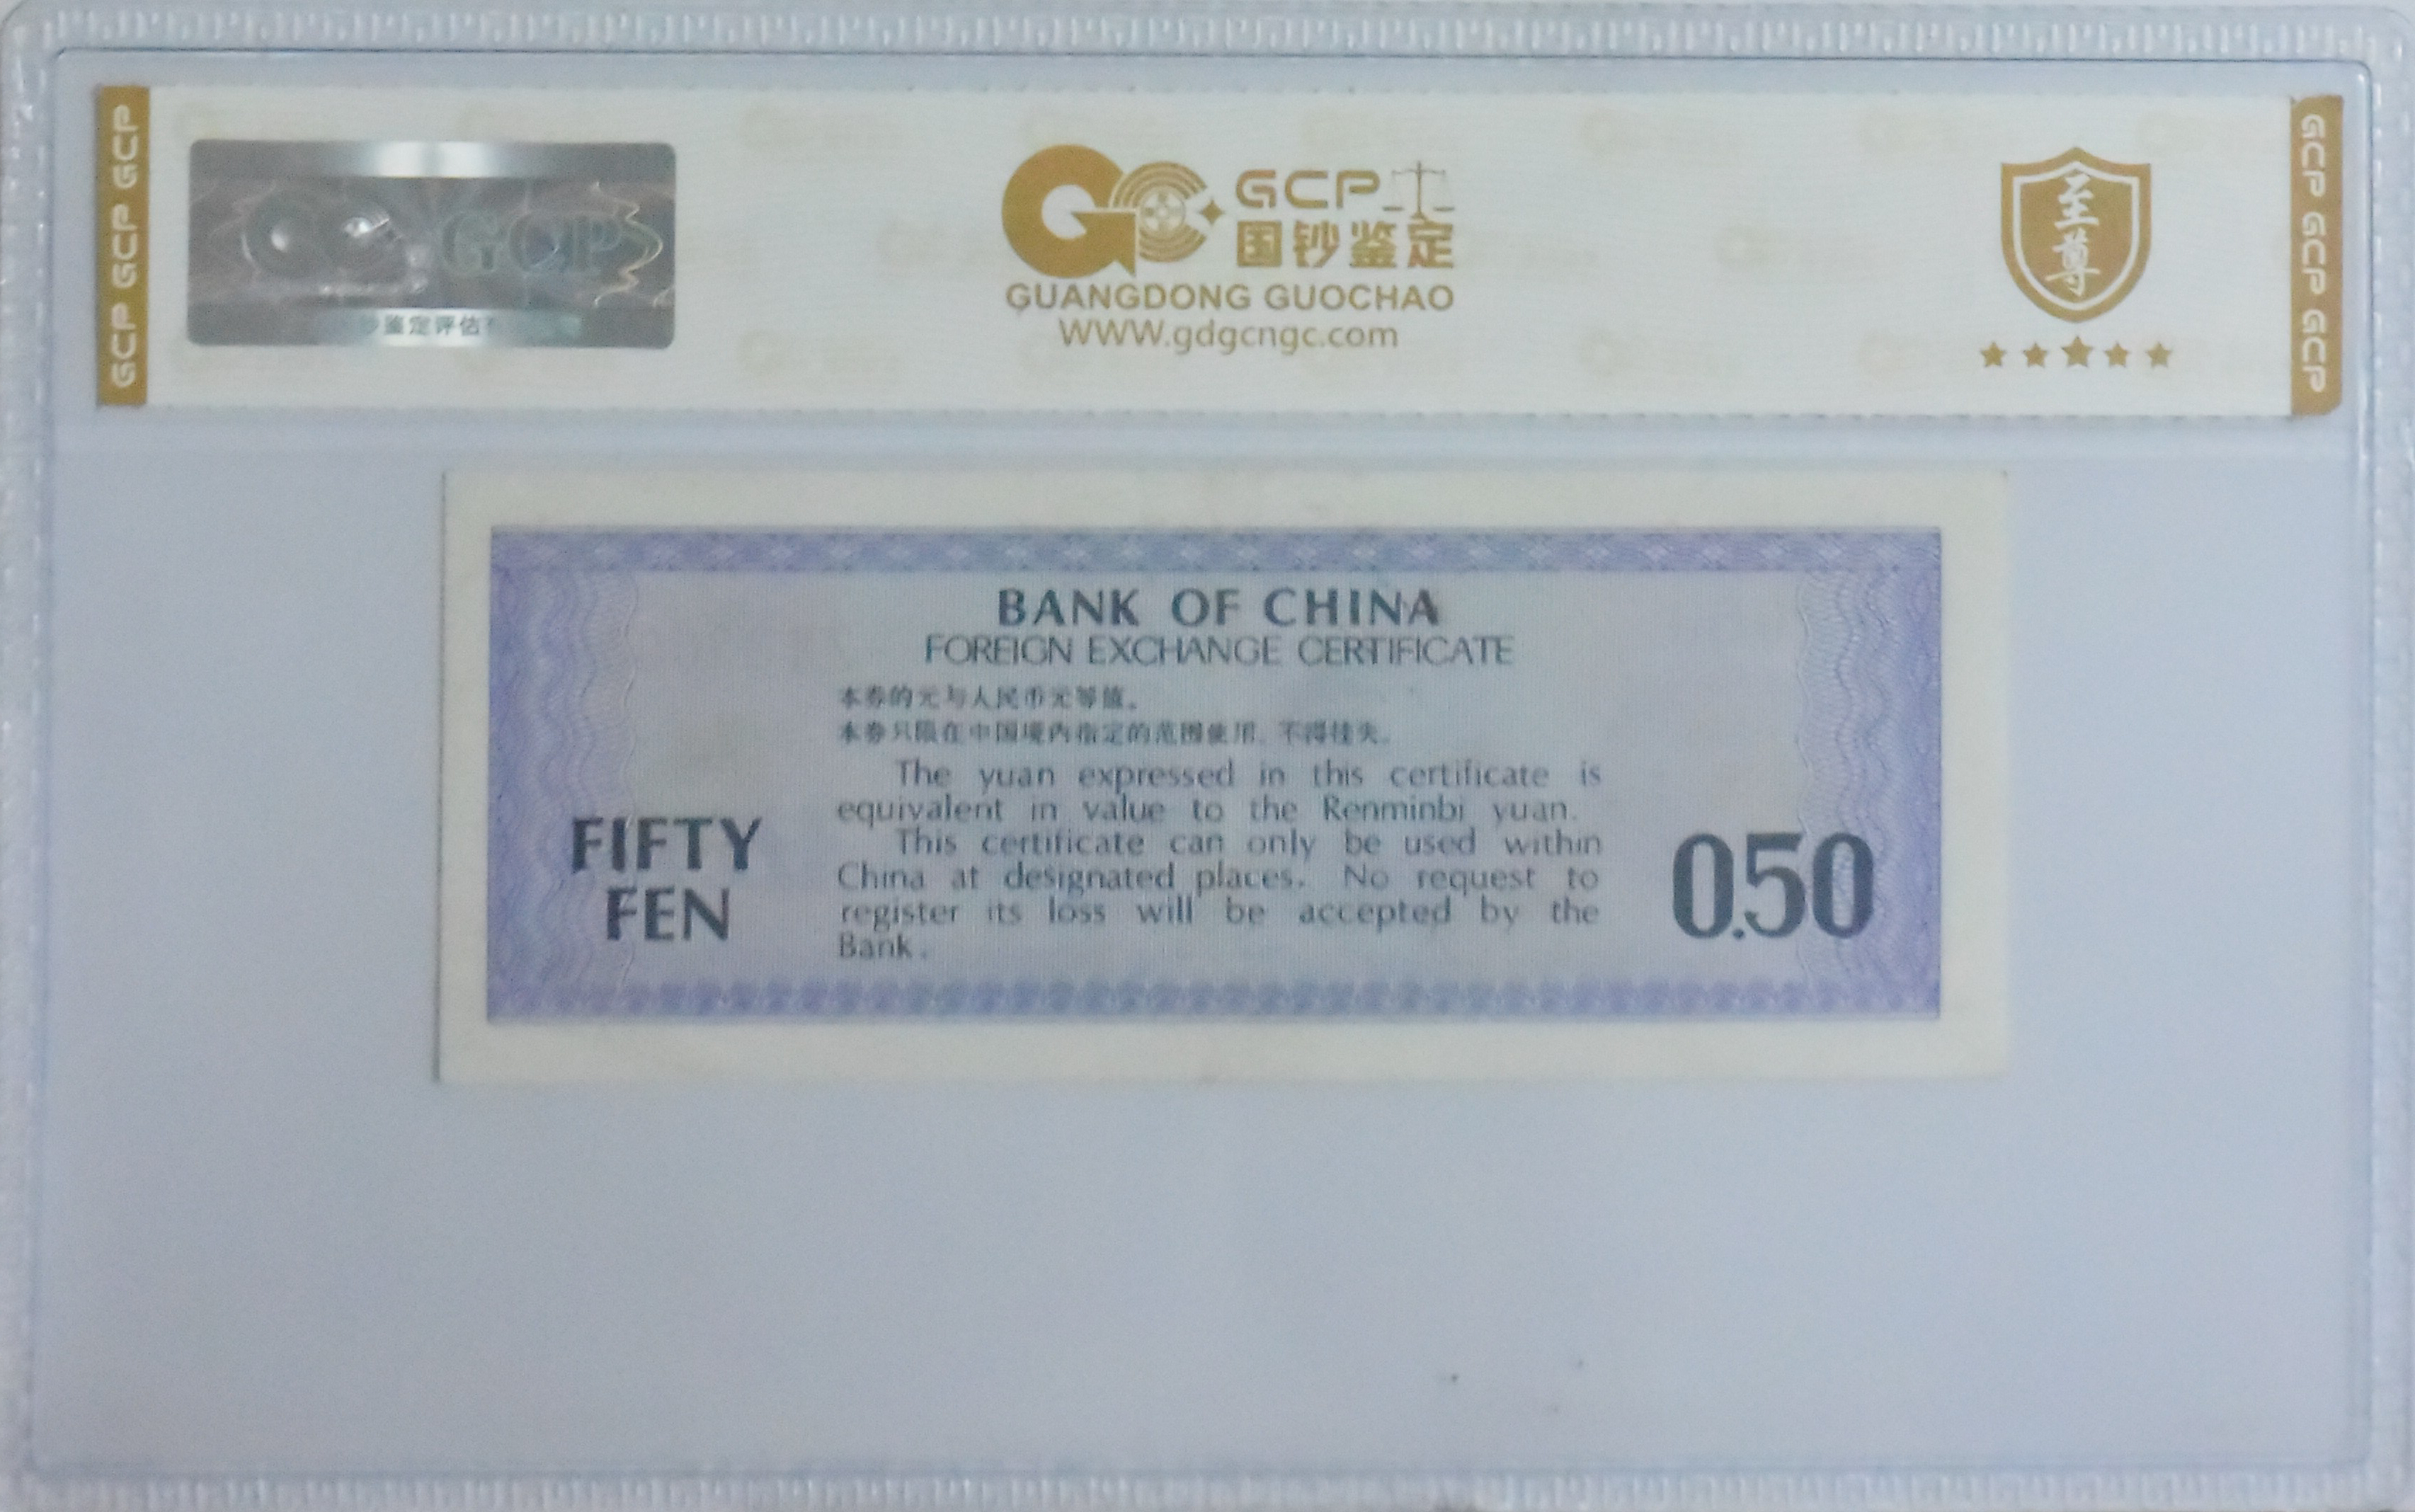 GCP GCP GCP
GCP
鉴定评估
GCP
国钞鉴定
GUANGDONG GUOCHAO
WWW.gdgcngc.com
至尊
GCP GCP GCP
BANK OF CHINA
FOREIGN EXCHANGE CERTIFICATE
本券的元与人民币元等值。
本券只限在中国境内指定的范围使用、不得挂失。
The yuan expressed in this certificate is
equivalent in value to the Renminbi yuan.
This certificate can only be used within
China at designated places. No request to
register its loss will be accepted by the
Bank.
FIFTY
FEN
0.50